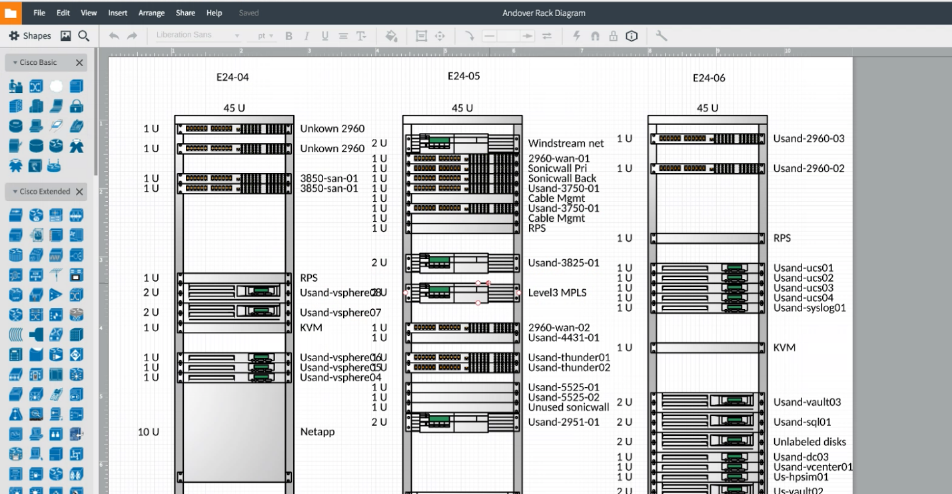 Andover Rack Diagram
File Edit View Insert Arrange Share Help Saved
Shapes
Liberation Sans
pt
B I U T
Cisco Basic
Cisco Extended
E24-04
45 U
1 U Unkown 2960
1 U Unkown 2960
1 U 3850-san-01
1 U 3850-san-01
1 U RPS
2 U Usand-vsphere08
2 U Usand-vsphere07
1 U KVM
1 U Usand-vsphere06
1 U Usand-vsphere05
1 U Usand-vsphere04
10 U Netapp
E24-05
45 U
2 U Windstream net
1 U 2960-wan-01
1 U Sonicwall Pri
1 U Sonicwall Back
1 U Usand-3750-01
1 U Cable Mgmt
1 U Usand-3750-01
1 U Cable Mgmt
1 U RPS
2 U Usand-3825-01
2 U Level3 MPLS
1 U 2960-wan-02
1 U Usand-4431-01
1 U Usand-thunder01
1 U Usand-thunder02
1 U Usand-5525-01
1 U Usand-5525-02
1 U Unused sonicwall
2 U Usand-2951-01
E24-06
45 U
1 U Usand-2960-03
1 U Usand-2960-02
1 U RPS
1 U Usand-ucs01
1 U Usand-ucs02
1 U Usand-ucs03
1 U Usand-ucs04
1 U Usand-syslog01
1 U KVM
2 U Usand-vault03
2 U Usand-sql01
2 U Unlabeled disks
1 U Usand-dc03
1 U Usand-vcenter01
1 U Us-hpsim01
2 U Us-vault02